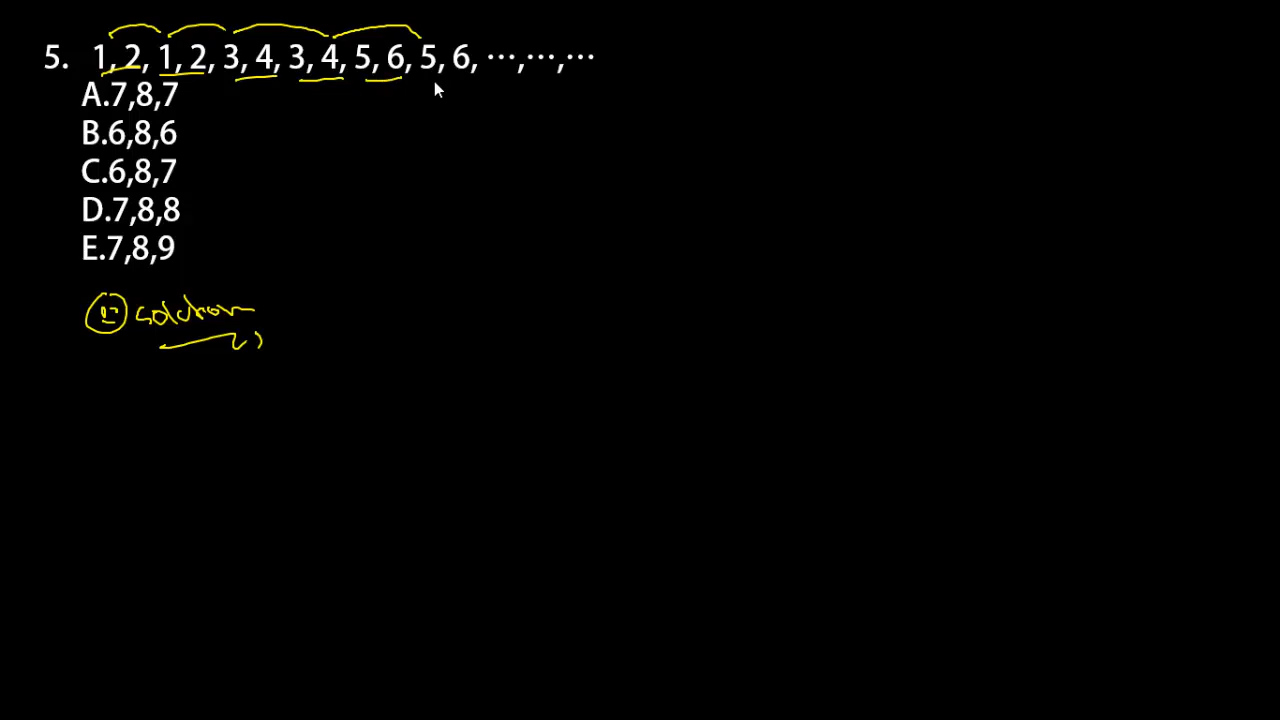 5. 1, 2, 1, 2, 3, 4, 3, 4, 5, 6, 5, 6, ···,···,···
A.7,8,7
B.6,8,6
C.6,8,7
D.7,8,8
E.7,8,9